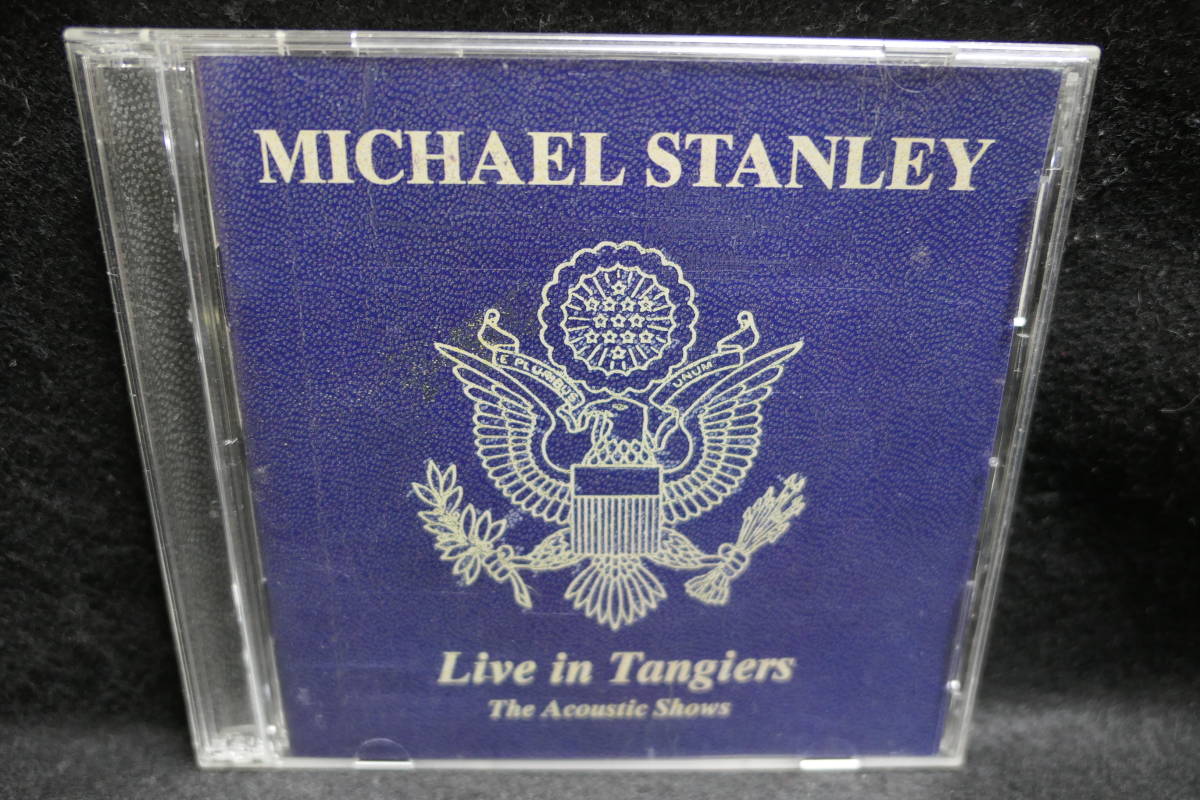 MICHAEL STANLEY
E PLURIBUS UNUM
Live in Tangiers
The Acoustic Shows